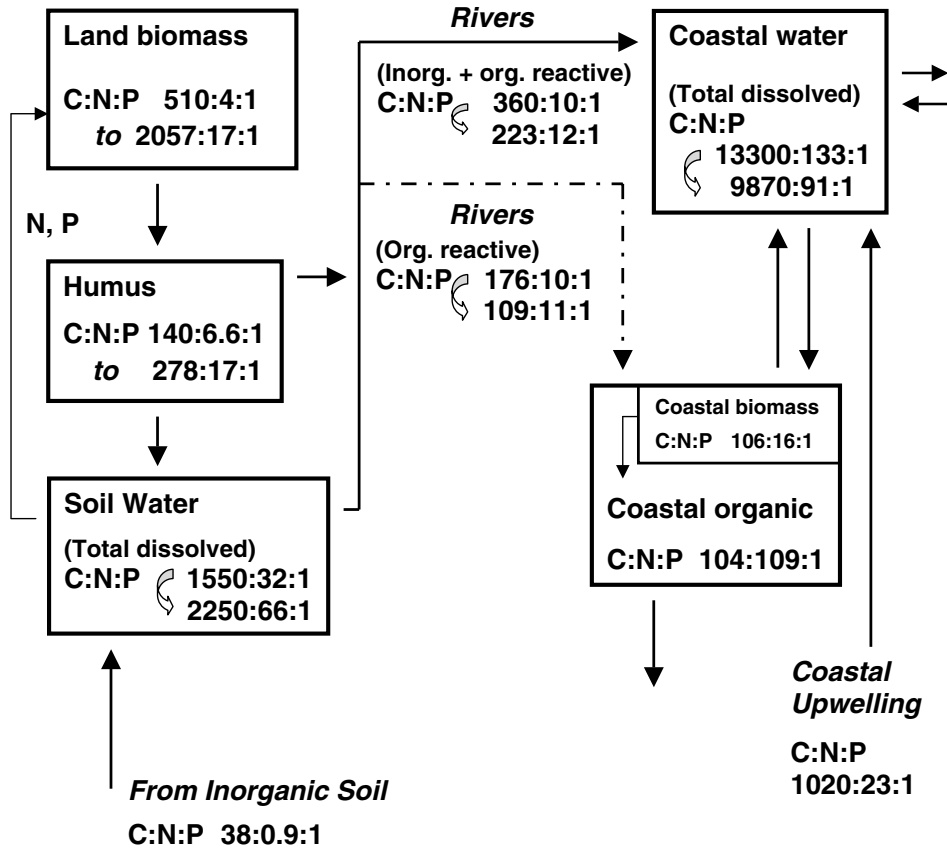 Land biomass
C:N:P 510:4:1
to 2057:17:1
N, P
Humus
C:N:P 140:6.6:1
to 278:17:1
Soil Water
(Total dissolved)
C:N:P 1550:32:1
2250:66:1
From Inorganic Soil
C:N:P 38:0.9:1
Rivers
(Inorg. + org. reactive)
C:N:P 360:10:1
223:12:1
Rivers
(Org. reactive)
C:N:P 176:10:1
109:11:1
Coastal water
(Total dissolved)
C:N:P
13300:133:1
9870:91:1
Coastal biomass
C:N:P 106:16:1
Coastal organic
C:N:P 104:109:1
Coastal
Upwelling
C:N:P
1020:23:1